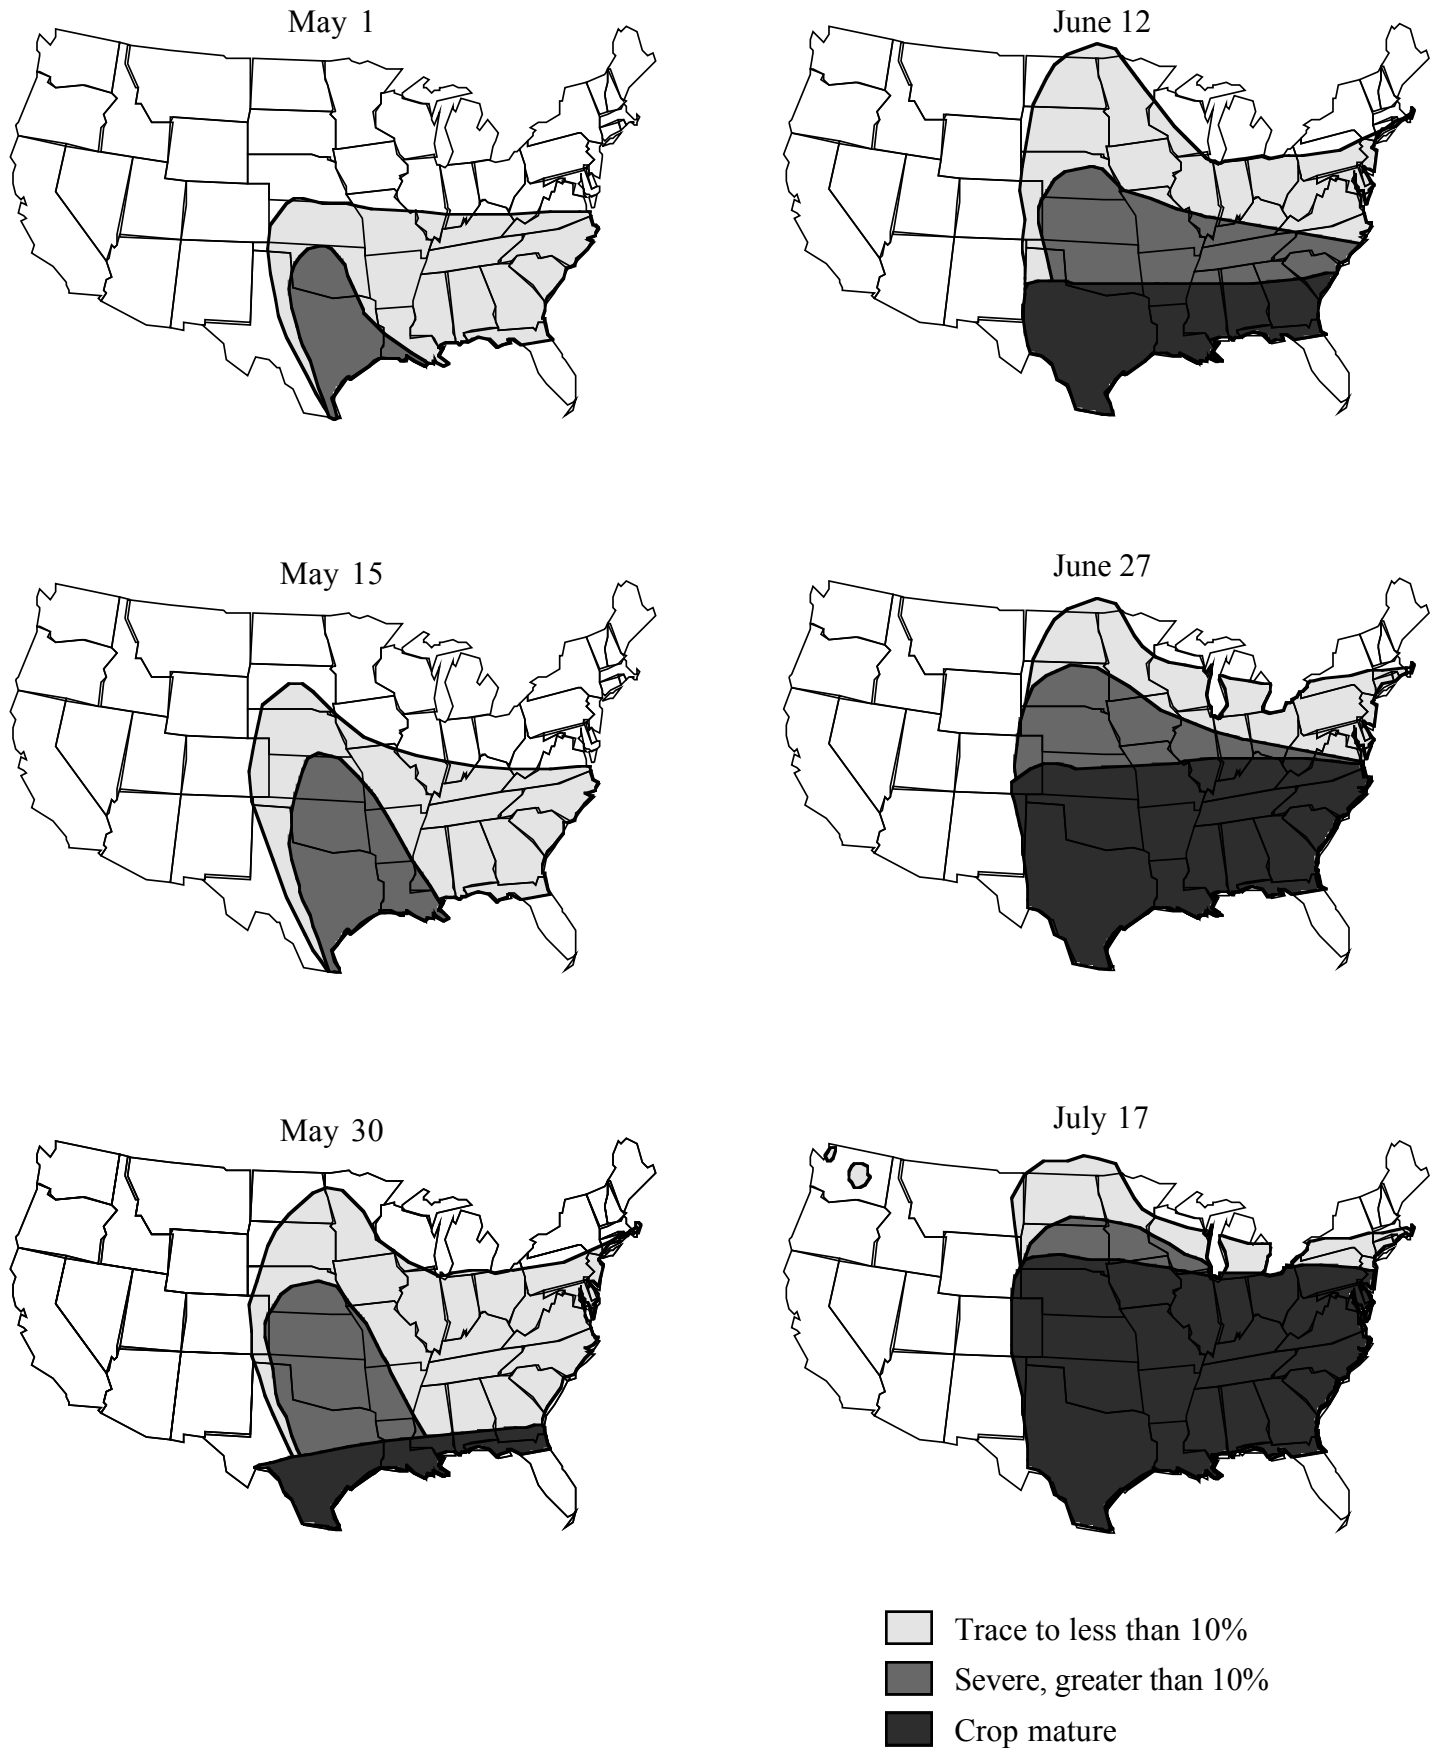 May 1
June 12
May 15
June 27
May 30
July 17
Trace to less than 10%
Severe, greater than 10%
Crop mature